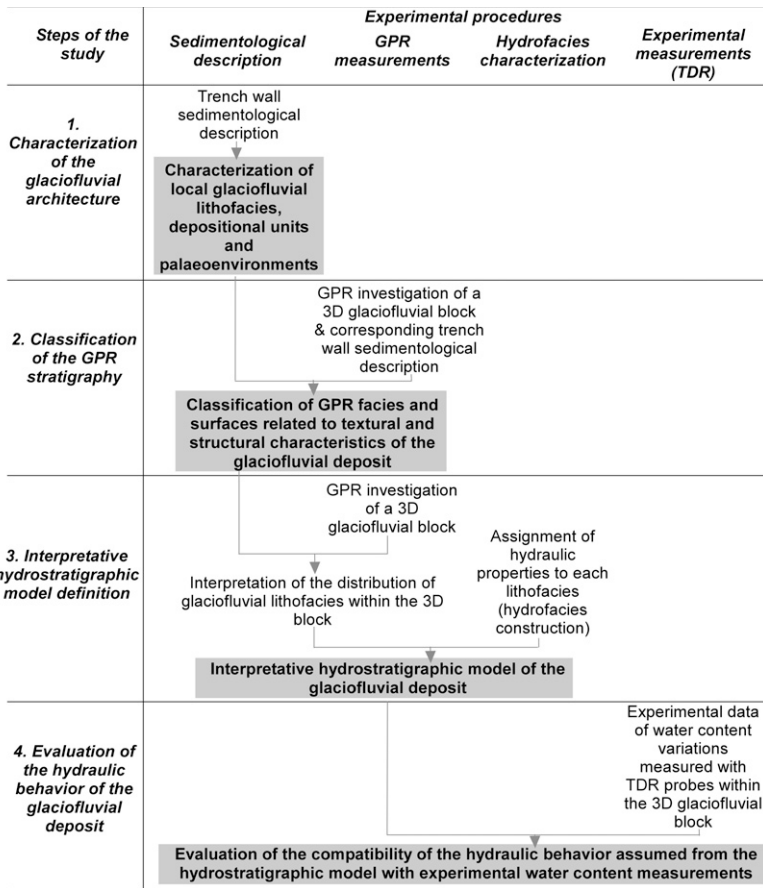 Experimental procedures
Steps of the
study
Sedimentological
description
GPR
measurements
Hydrofacies
characterization
Experimental
measurements
(TDR)
1.
Characterization
of the
glaciofluvial
architecture
Trench wall
sedimentological
description
Characterization of
local glaciofluvial
lithofacies,
depositional units
and
palaeoenvironments
2. Classification
of the GPR
stratigraphy
GPR investigation of a
3D glaciofluvial block
& corresponding trench
wall sedimentological
description
Classification of GPR facies and
surfaces related to textural and
structural characteristics of the
glaciofluvial deposit
3. Interpretative
hydrostratigraphic
model definition
GPR investigation
of a 3D
glaciofluvial block
Assignment of
hydraulic
properties to each
lithofacies
(hydrofacies
construction)
Interpretation of the distribution of
glaciofluvial lithofacies within the 3D
block
Interpretative hydrostratigraphic model of the
glaciofluvial deposit
4. Evaluation of
the hydraulic
behavior of the
glaciofluvial
deposit
Experimental data
of water content
variations
measured with
TDR probes within
the 3D glaciofluvial
block
Evaluation of the compatibility of the hydraulic behavior assumed from the
hydrostratigraphic model with experimental water content measurements